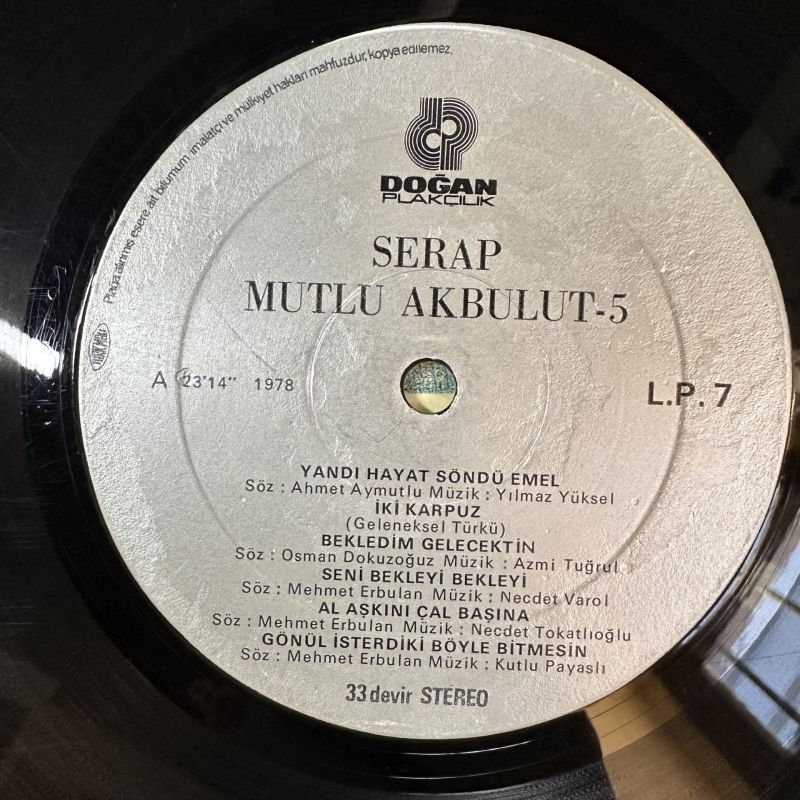 Plağa alınmış esere ait bilumum imalatçı ve mülkiyet hakları mahfuzdur, kopya edilemez.
DOĞAN
PLAKÇILIK
SERAP
MUTLU AKBULUT-5
A 23'14'' 1978
L.P. 7
YANDI HAYAT SÖNDÜ EMEL
Söz : Ahmet Aymutlu Müzik : Yılmaz Yüksel
İKİ KARPUZ
(Geleneksel Türkü)
BEKLEDİM GELECEKTİN
Söz : Osman Dokuzoğuz Müzik : Azmi Tuğrul
SENİ BEKLEYİ BEKLEYİ
Söz : Mehmet Erbulan Müzik : Necdet Varol
AL AŞKINI ÇAL BAŞINA
Söz : Mehmet Erbulan Müzik : Necdet Tokatlıoğlu
GÖNÜL İSTERDİKİ BÖYLE BİTMESİN
Söz : Mehmet Erbulan Müzik : Kutlu Payaslı
33 devir STEREO